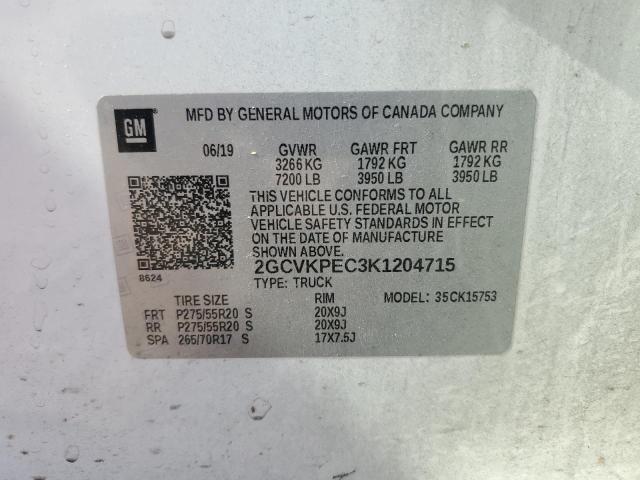 GM
MFD BY GENERAL MOTORS OF CANADA COMPANY
06/19 GVWR GAWR FRT GAWR RR
3266 KG 1792 KG 1792 KG
7200 LB 3950 LB 3950 LB
THIS VEHICLE CONFORMS TO ALL
APPLICABLE U.S. FEDERAL MOTOR
VEHICLE SAFETY STANDARDS IN EFFECT
ON THE DATE OF MANUFACTURE
SHOWN ABOVE.
8624
2GCVKPEC3K1204715
TYPE: TRUCK
TIRE SIZE RIM MODEL: 35CK15753
FRT P275/55R20 S 20X9J
RR P275/55R20 S 20X9J
SPA 265/70R17 S 17X7.5J